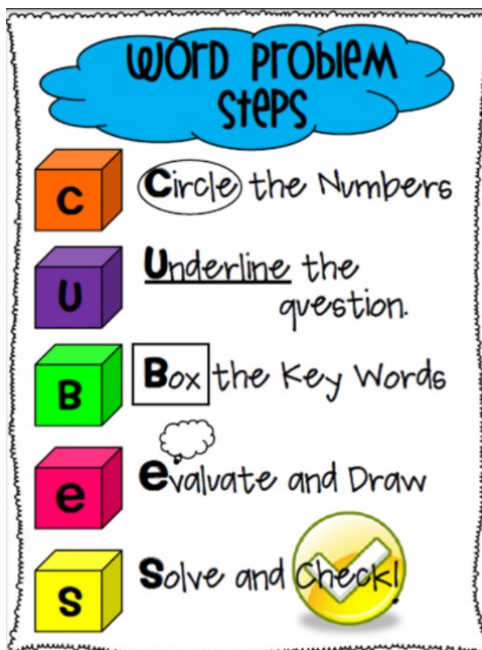 Word Problem
Steps
C
Circle the Numbers
U
Underline the
question.
B
Box the Key Words
e
evaluate and Draw
S
Solve and Check!